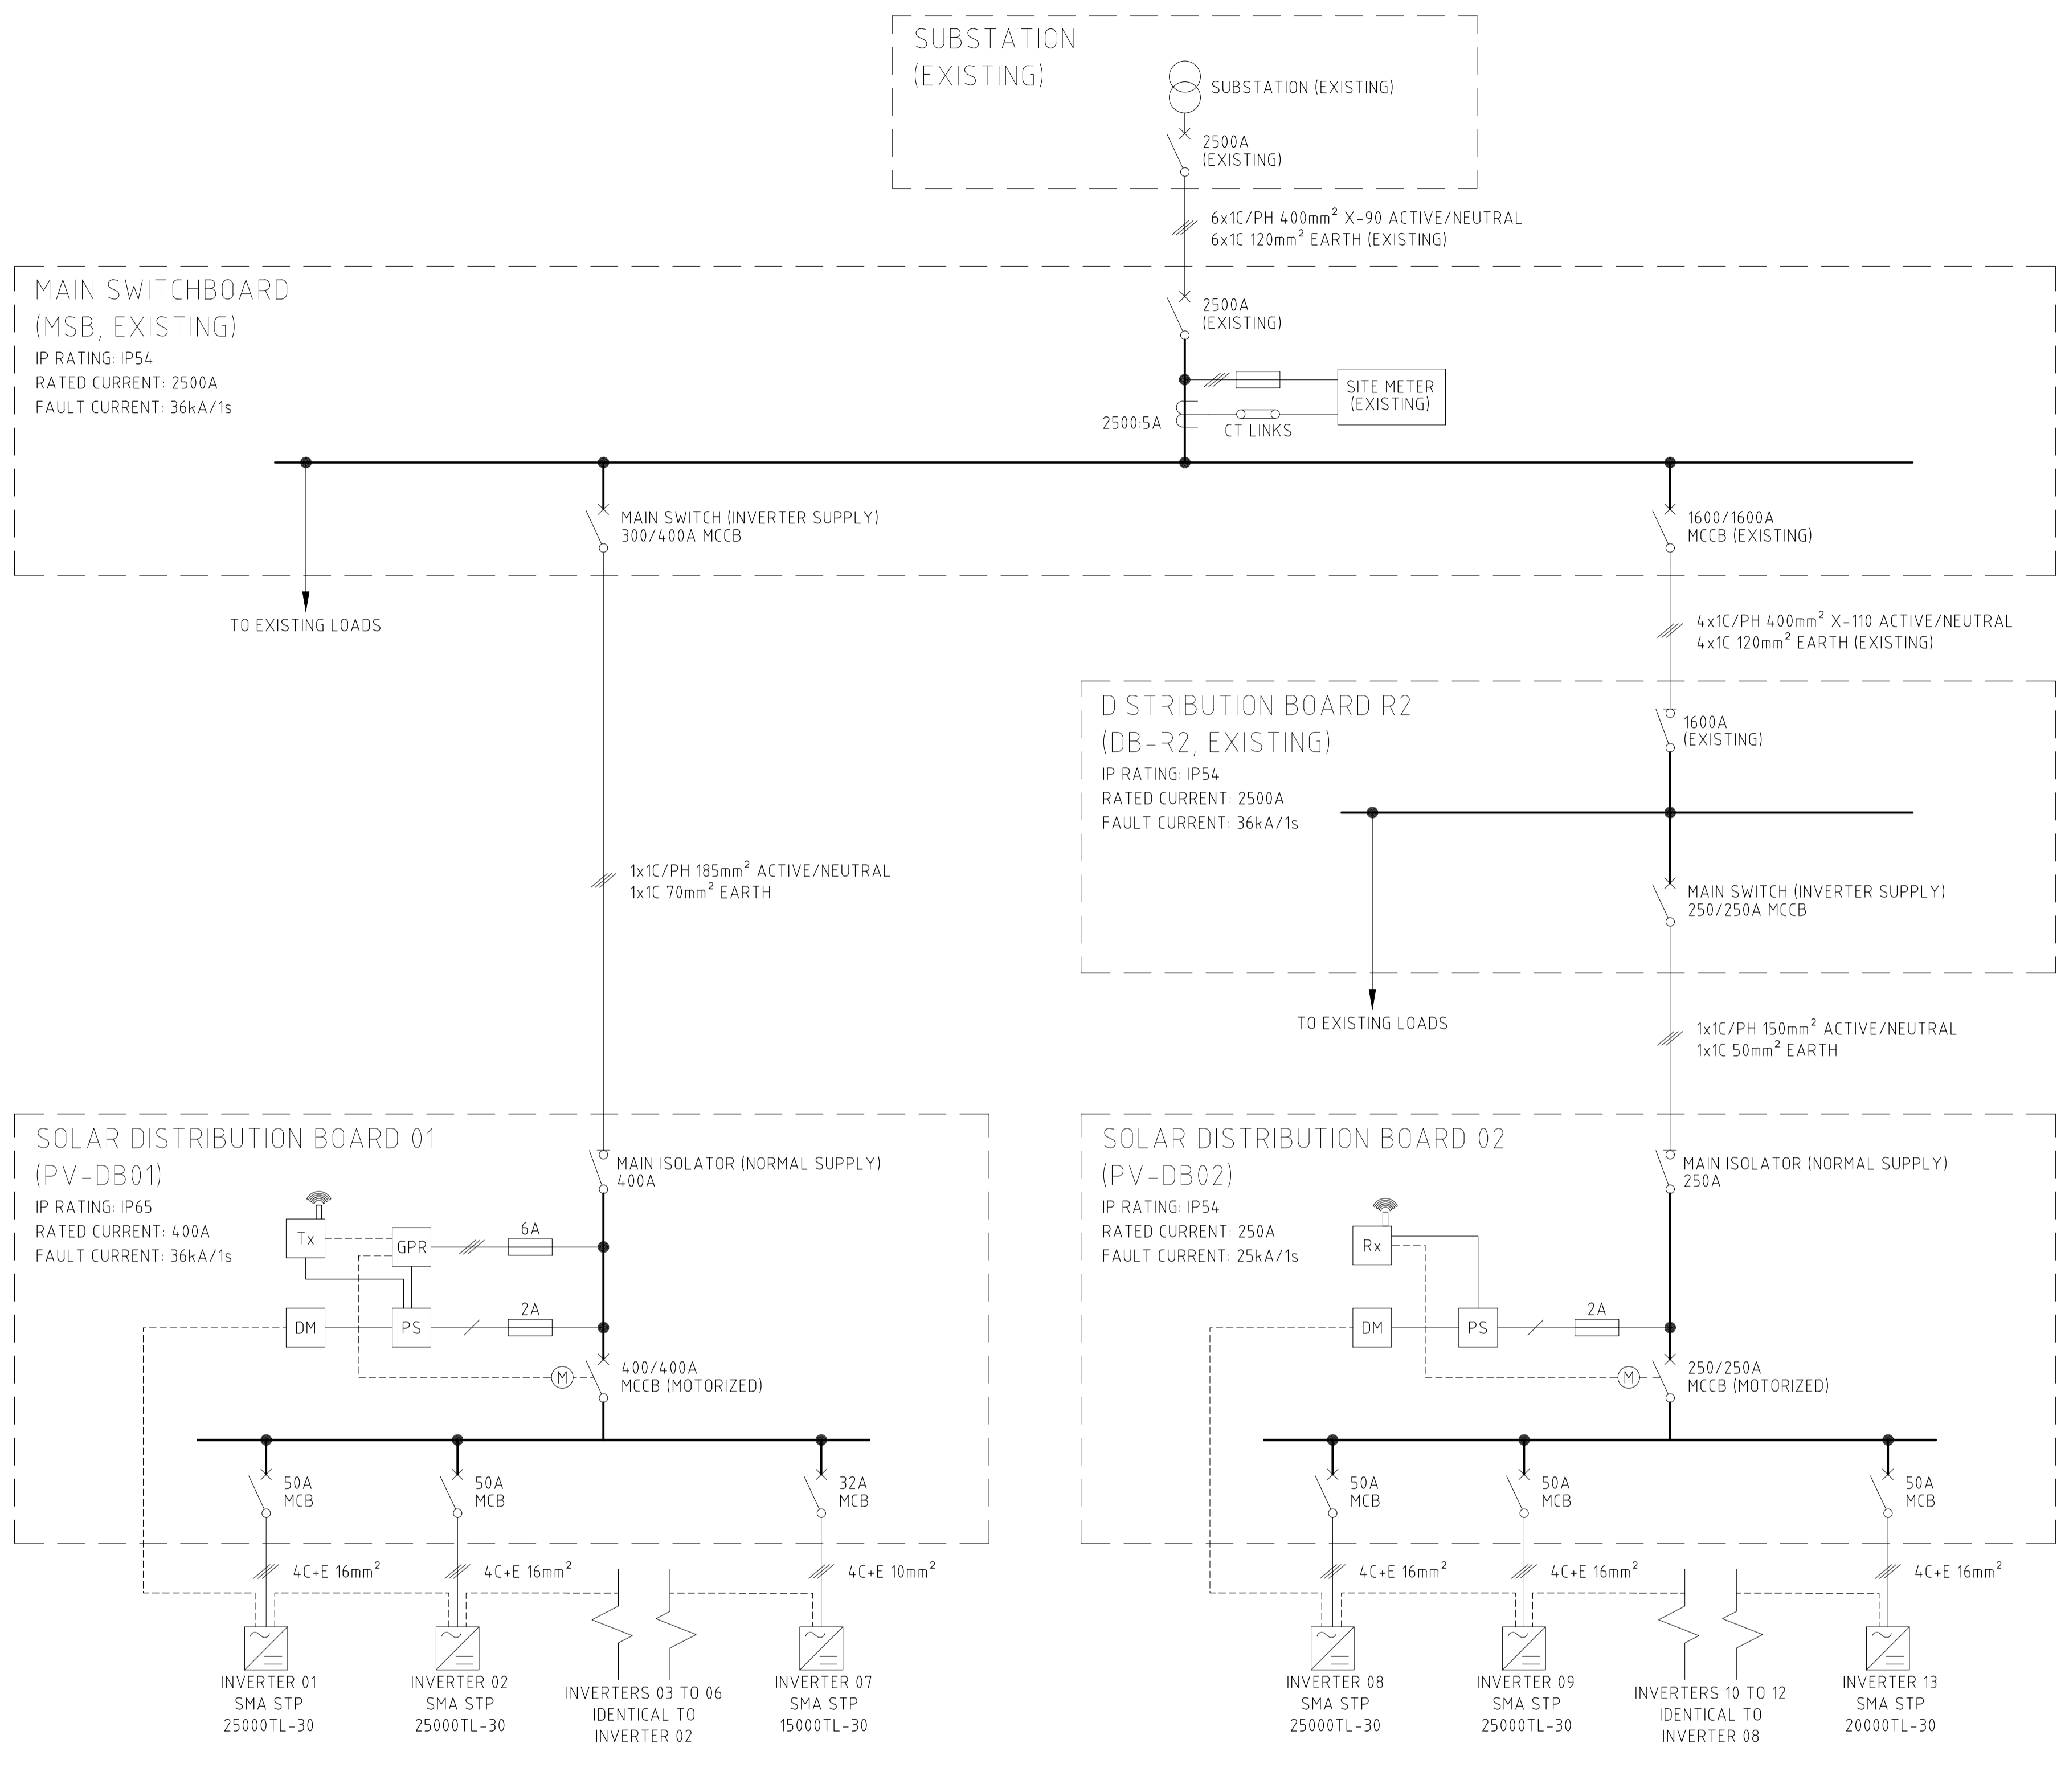 SUBSTATION
(EXISTING)
SUBSTATION (EXISTING)
2500A
(EXISTING)
6x1C/PH 400mm² X-90 ACTIVE/NEUTRAL
6x1C 120mm² EARTH (EXISTING)
MAIN SWITCHBOARD
(MSB, EXISTING)
IP RATING: IP54
RATED CURRENT: 2500A
FAULT CURRENT: 36kA/1s
2500A
(EXISTING)
SITE METER
(EXISTING)
2500:5A
CT LINKS
MAIN SWITCH (INVERTER SUPPLY)
300/400A MCCB
1600/1600A
MCCB (EXISTING)
TO EXISTING LOADS
4x1C/PH 400mm² X-110 ACTIVE/NEUTRAL
4x1C 120mm² EARTH (EXISTING)
DISTRIBUTION BOARD R2
(DB-R2, EXISTING)
IP RATING: IP54
RATED CURRENT: 2500A
FAULT CURRENT: 36kA/1s
1600A
(EXISTING)
1x1C/PH 185mm² ACTIVE/NEUTRAL
1x1C 70mm² EARTH
MAIN SWITCH (INVERTER SUPPLY)
250/250A MCCB
TO EXISTING LOADS
1x1C/PH 150mm² ACTIVE/NEUTRAL
1x1C 50mm² EARTH
SOLAR DISTRIBUTION BOARD 01
(PV-DB01)
IP RATING: IP65
RATED CURRENT: 400A
FAULT CURRENT: 36kA/1s
MAIN ISOLATOR (NORMAL SUPPLY)
400A
Tx
GPR
6A
DM
PS
2A
M
400/400A
MCCB (MOTORIZED)
50A
MCB
50A
MCB
32A
MCB
4C+E 16mm²
4C+E 16mm²
4C+E 10mm²
INVERTER 01
SMA STP
25000TL-30
INVERTER 02
SMA STP
25000TL-30
INVERTERS 03 TO 06
IDENTICAL TO
INVERTER 02
INVERTER 07
SMA STP
15000TL-30
SOLAR DISTRIBUTION BOARD 02
(PV-DB02)
IP RATING: IP54
RATED CURRENT: 250A
FAULT CURRENT: 25kA/1s
MAIN ISOLATOR (NORMAL SUPPLY)
250A
Rx
DM
PS
2A
M
250/250A
MCCB (MOTORIZED)
50A
MCB
50A
MCB
50A
MCB
4C+E 16mm²
4C+E 16mm²
4C+E 16mm²
INVERTER 08
SMA STP
25000TL-30
INVERTER 09
SMA STP
25000TL-30
INVERTERS 10 TO 12
IDENTICAL TO
INVERTER 08
INVERTER 13
SMA STP
20000TL-30